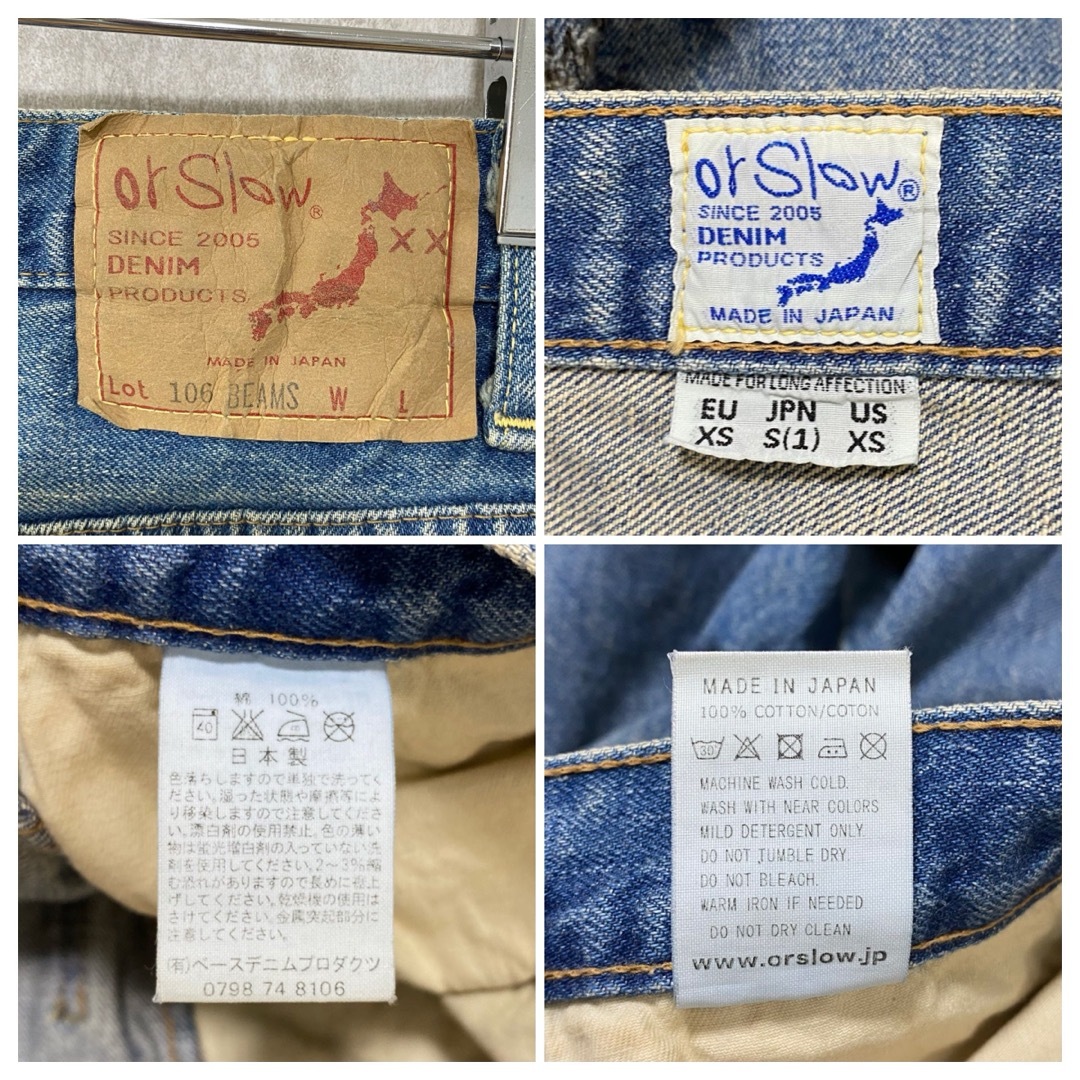 orSlow®
SINCE 2005
DENIM
PRODUCTS
XX
MADE IN JAPAN
Lot 106 BEAMS W L
orSlow®
SINCE 2005
DENIM
PRODUCTS
MADE IN JAPAN
MADE FOR LONG AFFECTION
EU JPN US
XS S(1) XS
綿 100%
40
日本製
色落ちしますので単独で洗ってく
ださい。湿った状態や摩擦等によ
り移染しますので注意してくださ
い。漂白剤の使用禁止。色の薄い
物は蛍光増白剤の入っていない洗
剤を使用してください。2～3%縮
む恐れがありますので長めに裾上
げしてください。乾燥機の使用は
さけてください。金属突起部分に
注意してください。
(有)ベースデニムプロダクツ
0798 74 8106
MADE IN JAPAN
100% COTTON/COTON
30
MACHINE WASH COLD.
WASH WITH NEAR COLORS
MILD DETERGENT ONLY.
DO NOT TUMBLE DRY.
DO NOT BLEACH.
WARM IRON IF NEEDED
DO NOT DRY CLEAN
www.orslow.jp